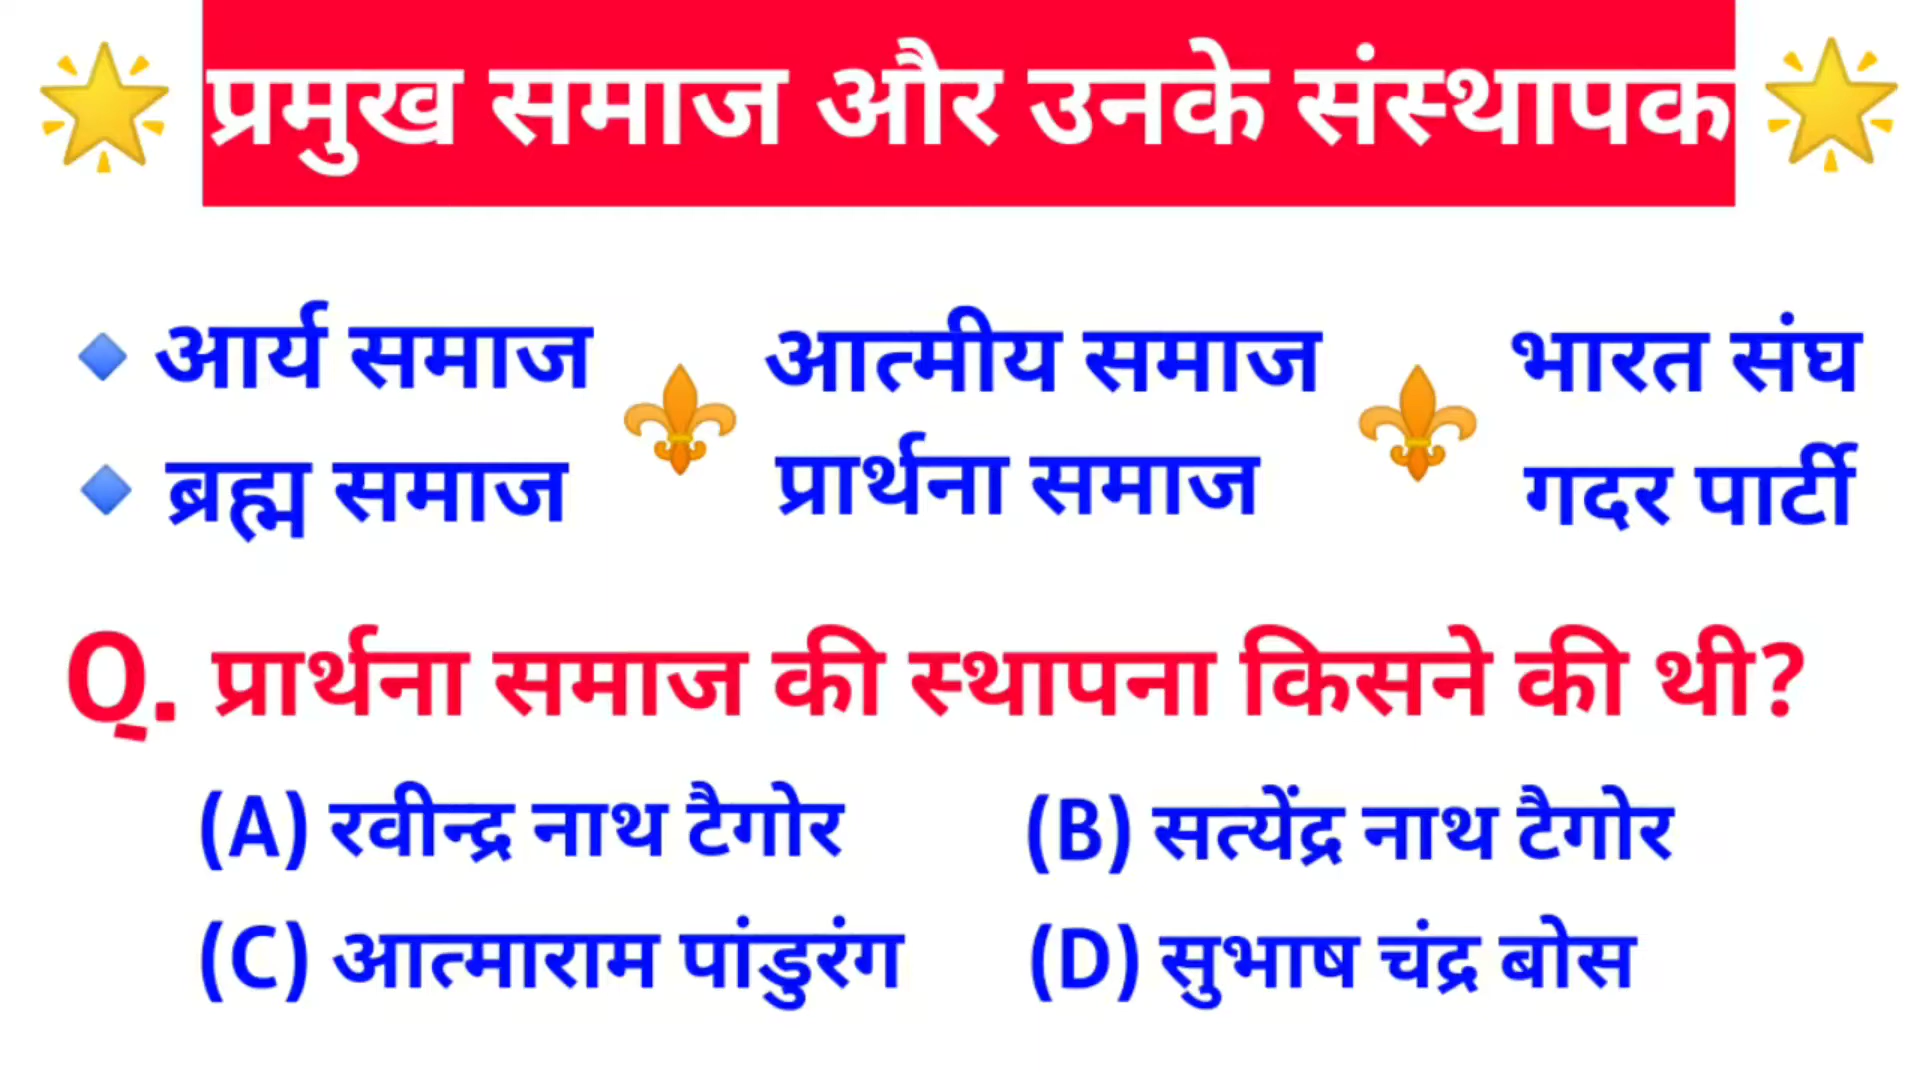 प्रमुख समाज और उनके संस्थापक
आर्य समाज आत्मीय समाज भारत संघ
ब्रह्म समाज प्रार्थना समाज गदर पार्टी
Q. प्रार्थना समाज की स्थापना किसने की थी?
(A) रवीन्द्र नाथ टैगोर (B) सत्येंद्र नाथ टैगोर
(C) आत्माराम पांडुरंग (D) सुभाष चंद्र बोस